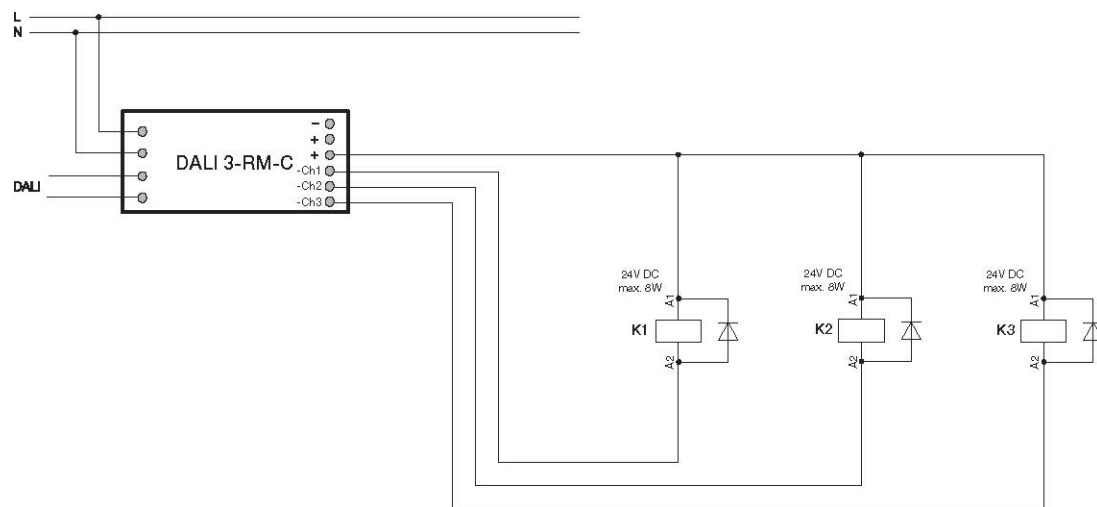 L
N
DALI 3-RM-C
DALI
−
+
+
-Ch1
-Ch2
-Ch3
24V DC
max. 8W
A1
K1
A2
24V DC
max. 8W
A1
K2
A2
24V DC
max. 8W
A1
K3
A2